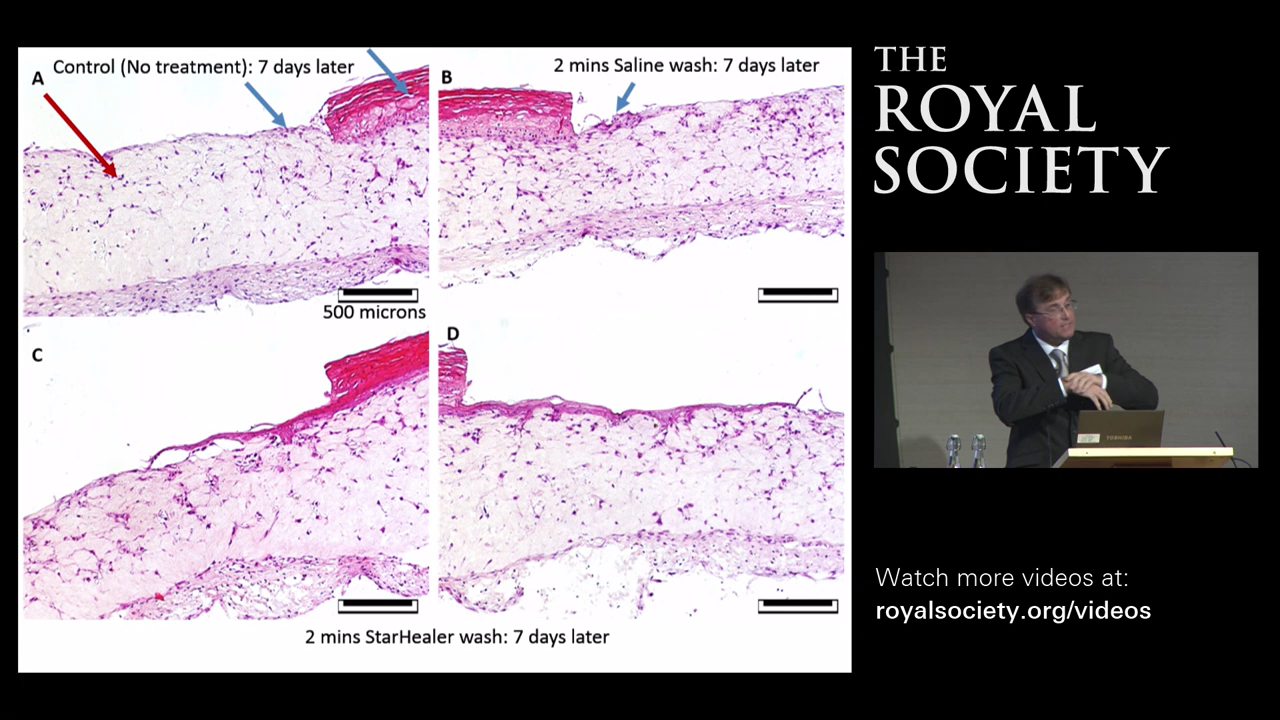 A
Control (No treatment): 7 days later
B
2 mins Saline wash: 7 days later
500 microns
C
D
2 mins StarHealer wash: 7 days later
THE
ROYAL
SOCIETY
TOSHIBA
Watch more videos at:
royalsociety.org/videos